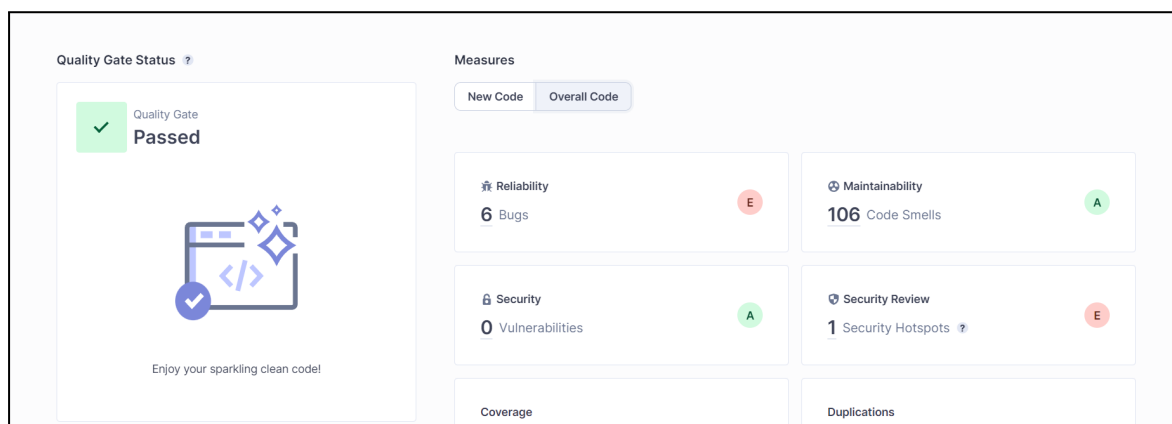 Quality Gate Status ?
Quality Gate
Passed
Enjoy your sparkling clean code!
Measures
New Code Overall Code
Reliability
6 Bugs
E
Maintainability
106 Code Smells
A
Security
0 Vulnerabilities
A
Security Review
1 Security Hotspots ?
E
Coverage
Duplications